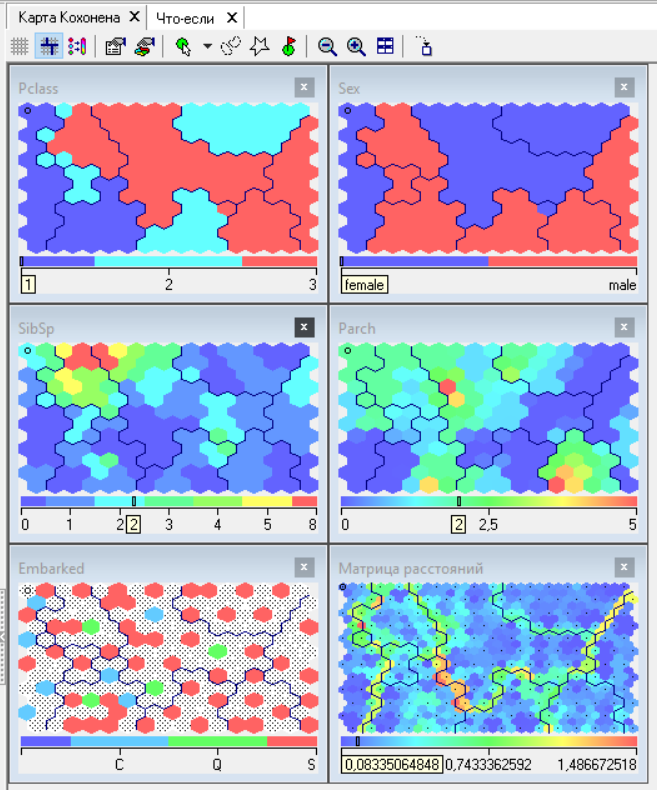 Карта Кохонена X Что-если X
Pclass x Sex x
1 2 3 female male
SibSp x Parch x
0 1 2 2 3 4 5 8 0 2 2,5 5
Embarked x Матрица расстояний x
C Q S 0,08335064848 0,7433362592 1,486672518